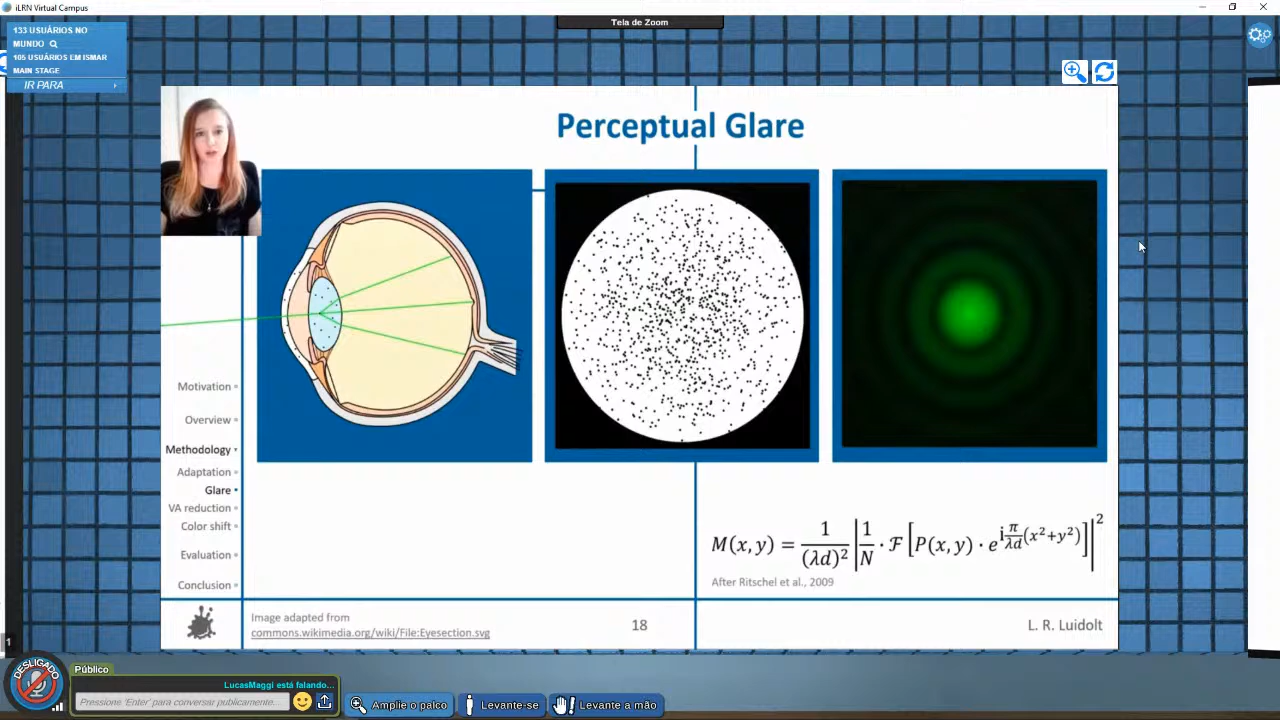 iLRN Virtual Campus
Tela de Zoom
133 USUÁRIOS NO
MUNDO
105 USUÁRIOS EM ISMAR
MAIN STAGE
IR PARA
Perceptual Glare
Motivation
Overview
Methodology
Adaptation
Glare
VA reduction
Color shift
Evaluation
Conclusion
M(x, y) = 1/(λd)² |1/N · ℱ [P(x, y) · e^{i π/λd (x²+y²)}]|²
After Ritschel et al., 2009
Image adapted from
commons.wikimedia.org/wiki/File:Eyesection.svg
18
L. R. Luidolt
1
DESLIGADO
Público
LucasMaggi está falando...
Pressione 'Enter' para conversar publicamente...
Amplie o palco
Levante-se
Levante a mão